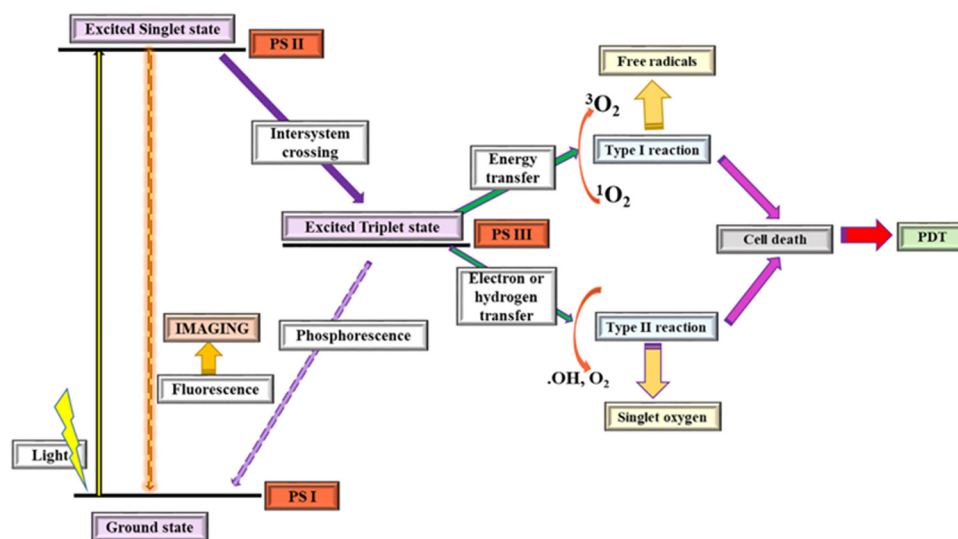 Excited Singlet state
PS II
Intersystem
crossing
Excited Triplet state
PS III
Energy
transfer
³O₂
¹O₂
Free radicals
Type I reaction
Cell death
PDT
Electron or
hydrogen
transfer
.OH, O₂
Type II reaction
Singlet oxygen
Phosphorescence
IMAGING
Fluorescence
Light
PS I
Ground state